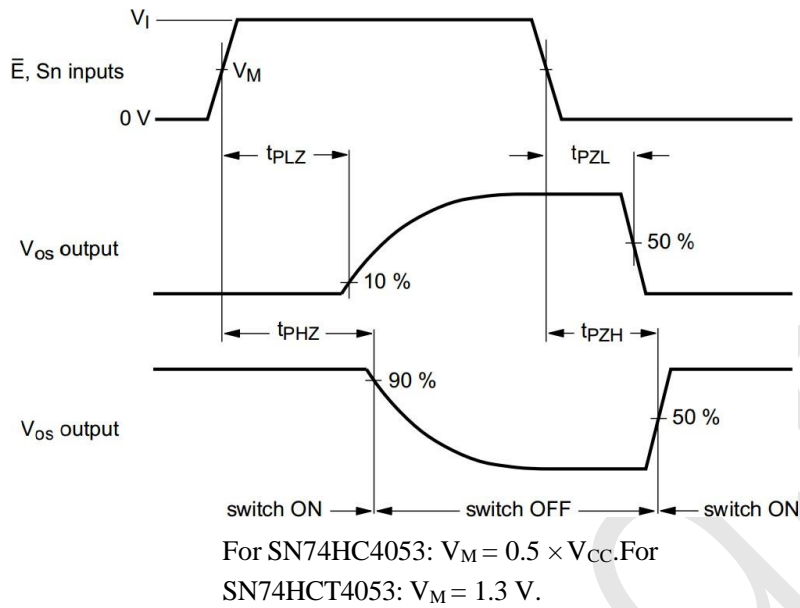 V_I
E̅, Sn inputs
V_M
0 V
t_PLZ
t_PZL
V_os output
50 %
10 %
t_PHZ
t_PZH
90 %
V_os output
50 %
switch ON
switch OFF
switch ON
For SN74HC4053: V_M = 0.5 × V_CC.For
SN74HCT4053: V_M = 1.3 V.